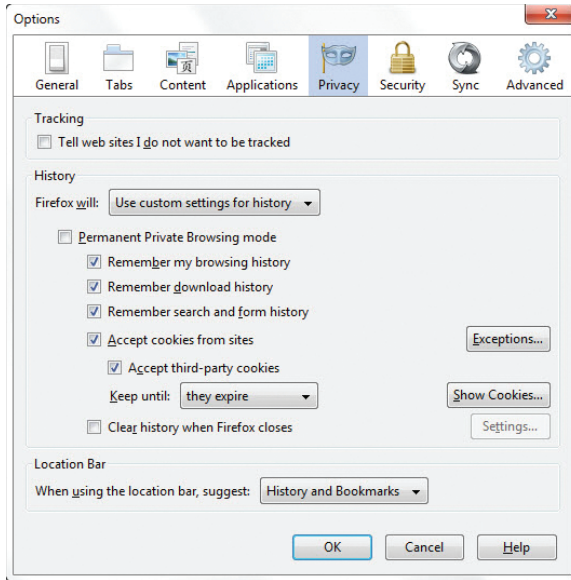 Options
General Tabs Content Applications Privacy Security Sync Advanced
Tracking
Tell web sites I do not want to be tracked
History
Firefox will: Use custom settings for history
Permanent Private Browsing mode
Remember my browsing history
Remember download history
Remember search and form history
Accept cookies from sites Exceptions...
Accept third-party cookies
Keep until: they expire Show Cookies...
Clear history when Firefox closes Settings...
Location Bar
When using the location bar, suggest: History and Bookmarks
OK Cancel Help